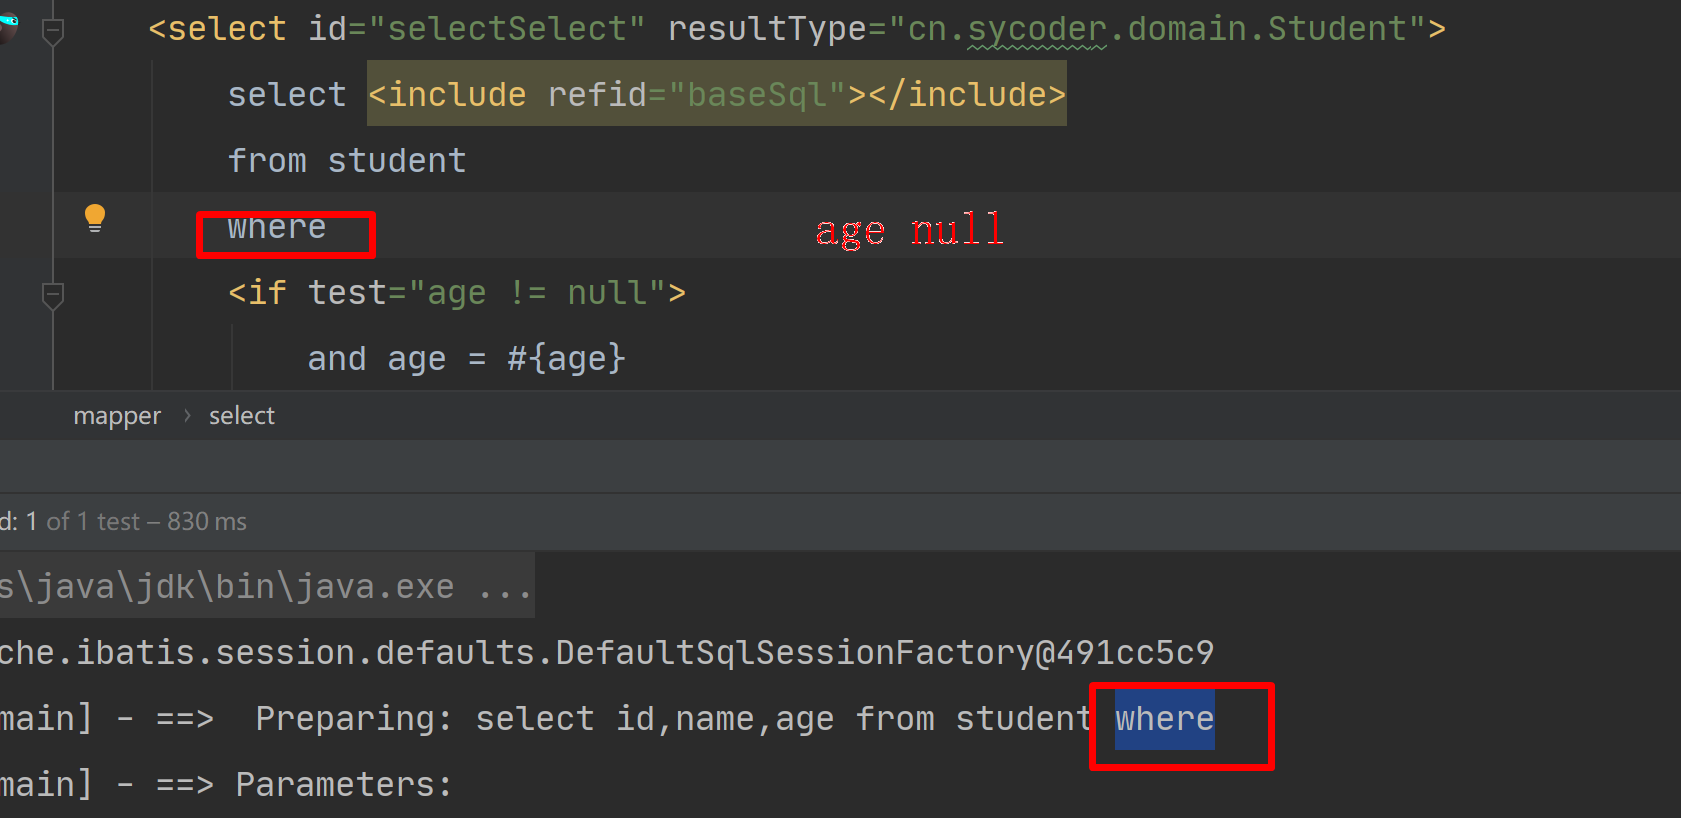 <select id="selectSelect" resultType="cn.sycoder.domain.Student">
select <include refid="baseSql"></include>
from student
where
age null
<if test="age != null">
and age = #{age}
mapper › select
d: 1 of 1 test – 830 ms
s\java\jdk\bin\java.exe ...
che.ibatis.session.defaults.DefaultSqlSessionFactory@491cc5c9
main] - ==>  Preparing: select id,name,age from student where
main] - ==> Parameters: